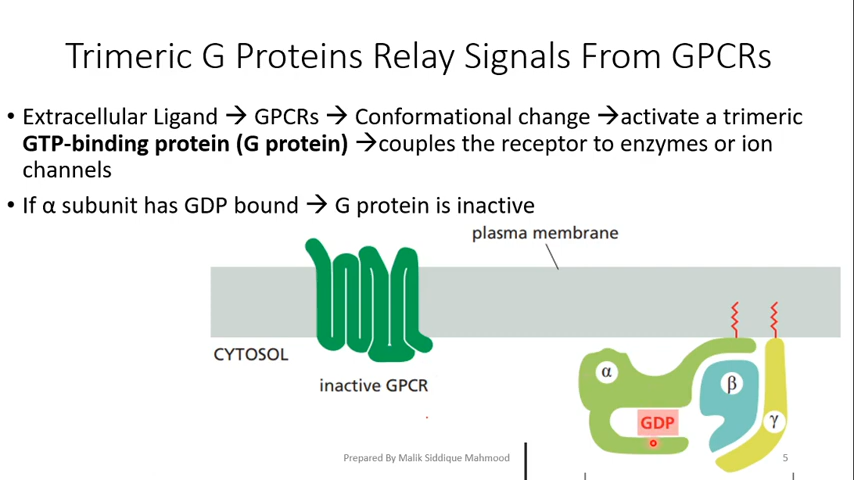 Trimeric G Proteins Relay Signals From GPCRs
• Extracellular Ligand → GPCRs → Conformational change →activate a trimeric
GTP-binding protein (G protein) →couples the receptor to enzymes or ion
channels
• If α subunit has GDP bound → G protein is inactive
plasma membrane
CYTOSOL
inactive GPCR
α
β
GDP
γ
Prepared By Malik Siddique Mahmood
5